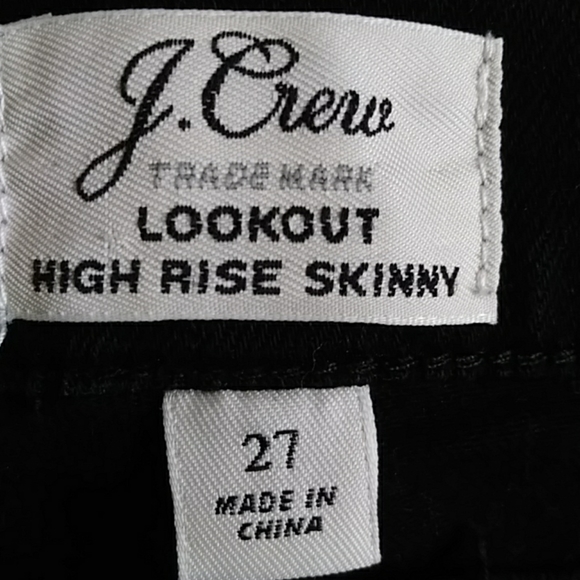 J.Crew
TRADE MARK
LOOKOUT
HIGH RISE SKINNY
27
MADE IN
CHINA